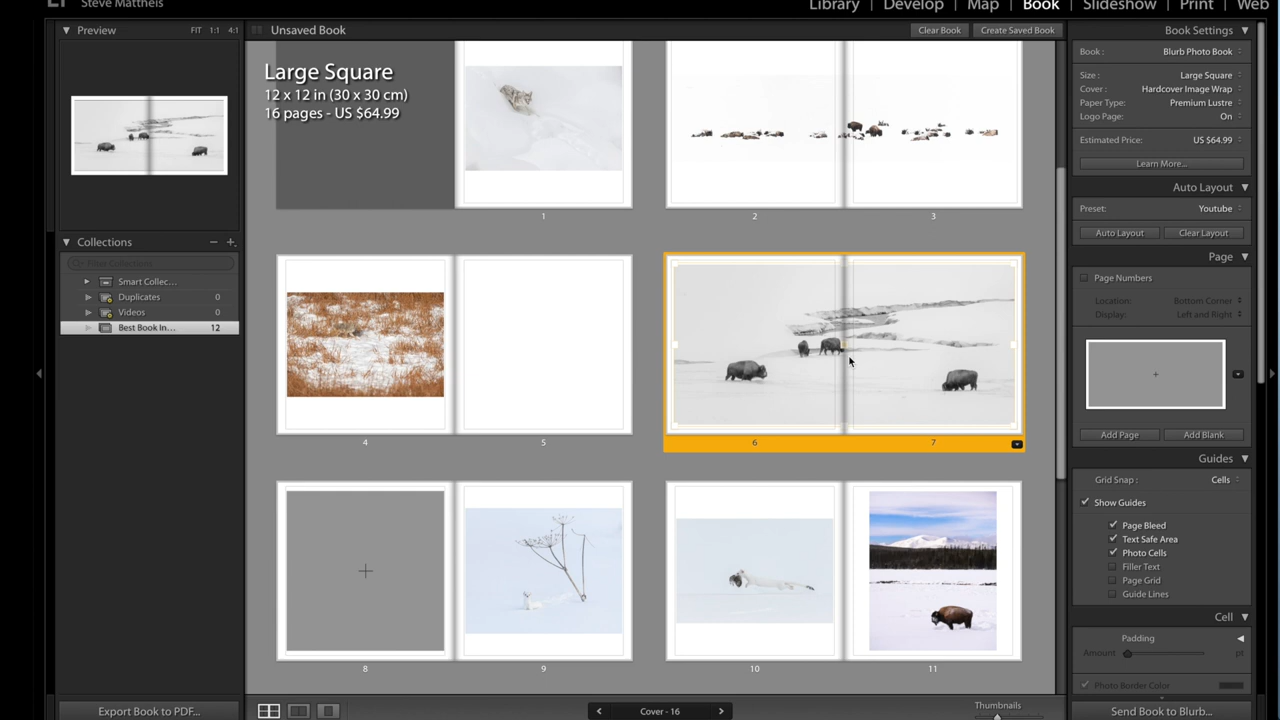 Steve Mattheis
Library | Develop | Map | Book | Slideshow | Print | Web
Preview FIT 1:1 4:1
Collections
Filter Collections
Smart Collec...
Duplicates 0
Videos 0
Best Book In... 12
Export Book to PDF...
Unsaved Book Clear Book Create Saved Book
Large Square
12 x 12 in (30 x 30 cm)
16 pages - US $64.99
1 2 3
4 5 6 7
8 9 10 11
Cover - 16
Thumbnails
Book Settings
Book : Blurb Photo Book
Size : Large Square
Cover : Hardcover Image Wrap
Paper Type: Premium Lustre
Logo Page: On
Estimated Price: US $64.99
Learn More...
Auto Layout
Preset: Youtube
Auto Layout Clear Layout
Page
Page Numbers
Location: Bottom Corner
Display: Left and Right
Add Page Add Blank
Guides
Grid Snap : Cells
Show Guides
Page Bleed
Text Safe Area
Photo Cells
Filler Text
Page Grid
Guide Lines
Cell
Padding
Amount pt
Photo Border Color
Send Book to Blurb...